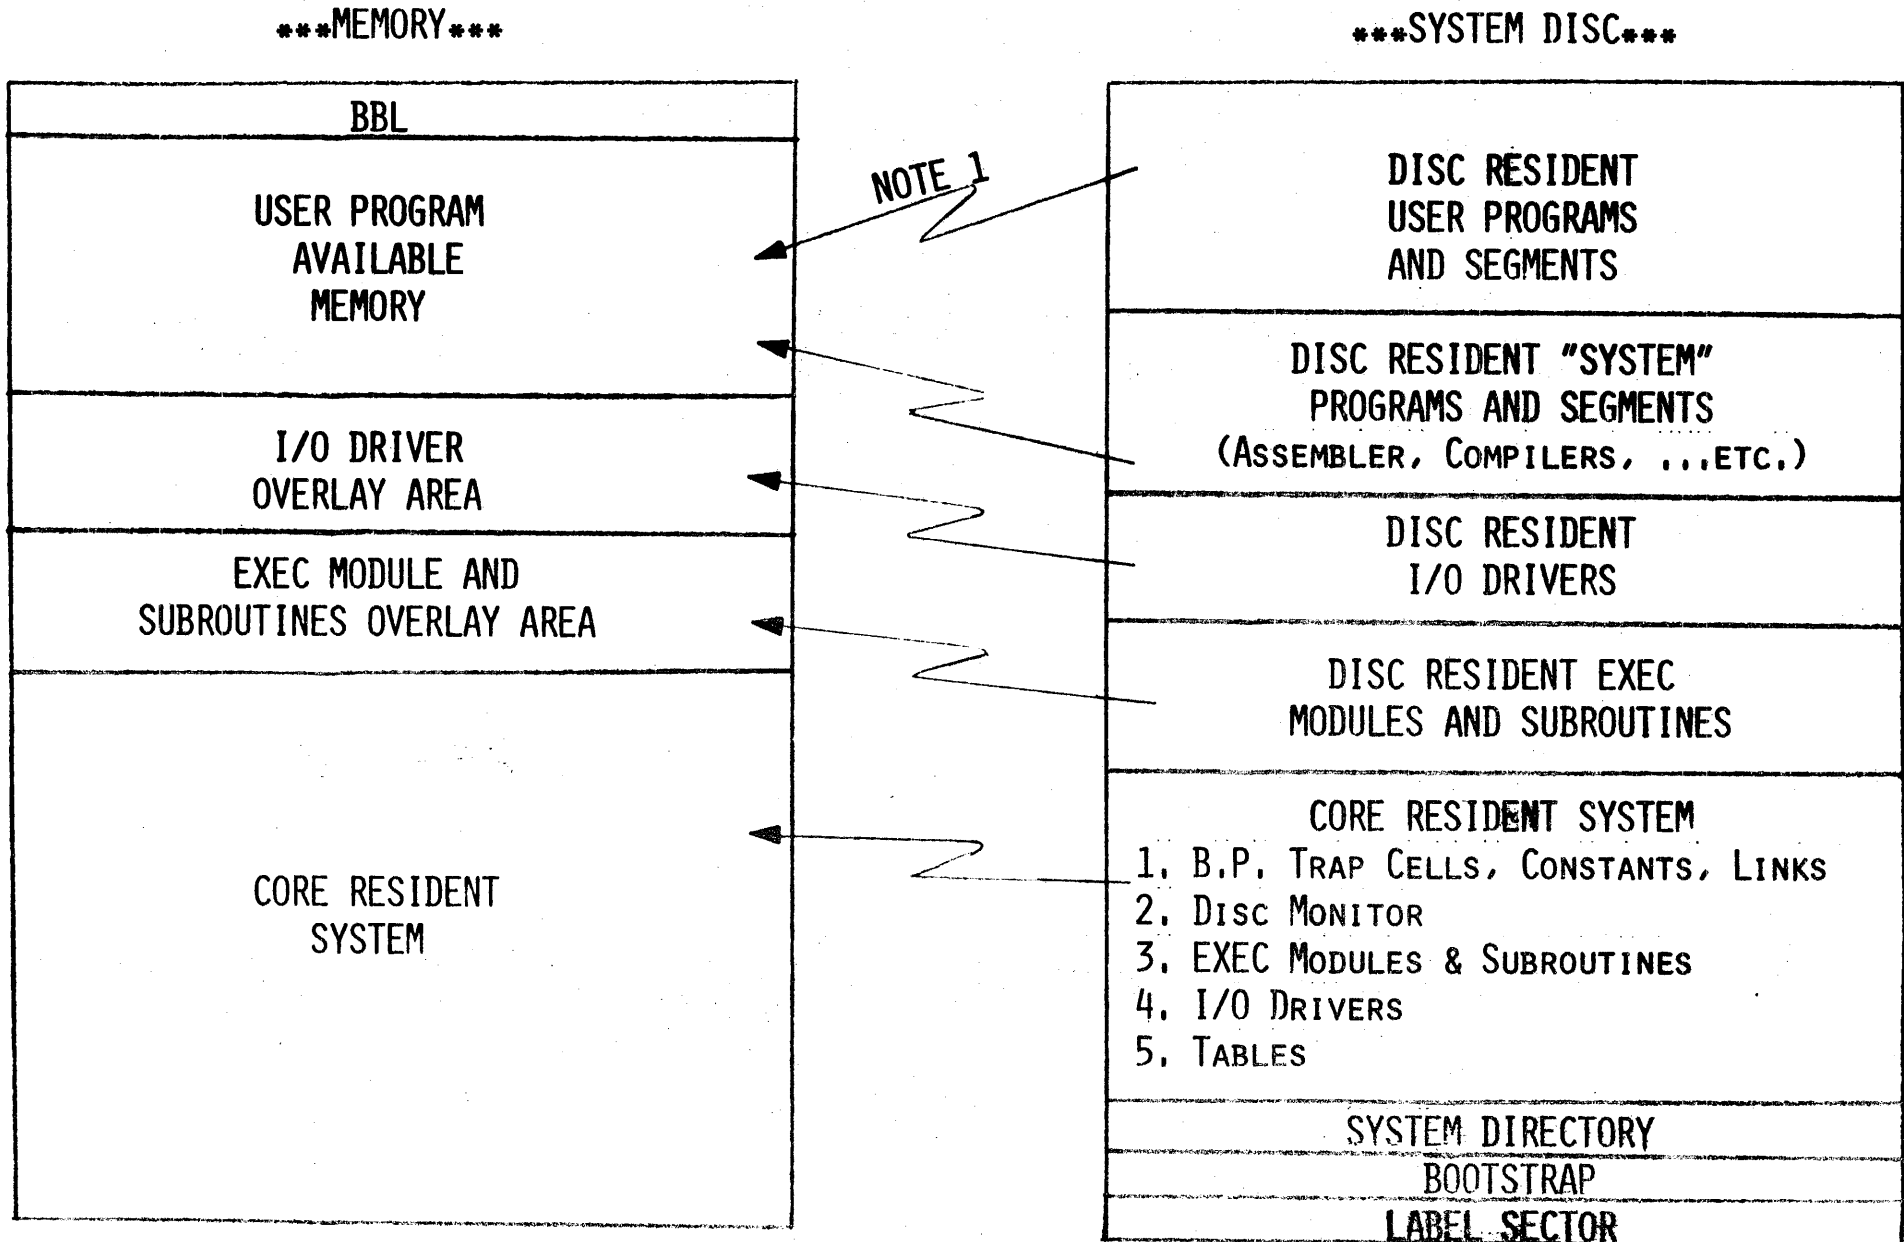 ***MEMORY***
BBL
USER PROGRAM
AVAILABLE
MEMORY
I/O DRIVER
OVERLAY AREA
EXEC MODULE AND
SUBROUTINES OVERLAY AREA
CORE RESIDENT
SYSTEM
NOTE 1
***SYSTEM DISC***
DISC RESIDENT
USER PROGRAMS
AND SEGMENTS
DISC RESIDENT "SYSTEM"
PROGRAMS AND SEGMENTS
(ASSEMBLER, COMPILERS, ...ETC.)
DISC RESIDENT
I/O DRIVERS
DISC RESIDENT EXEC
MODULES AND SUBROUTINES
CORE RESIDENT SYSTEM
1. B.P. TRAP CELLS, CONSTANTS, LINKS
2. DISC MONITOR
3. EXEC MODULES & SUBROUTINES
4. I/O DRIVERS
5. TABLES
SYSTEM DIRECTORY
BOOTSTRAP
LABEL SECTOR